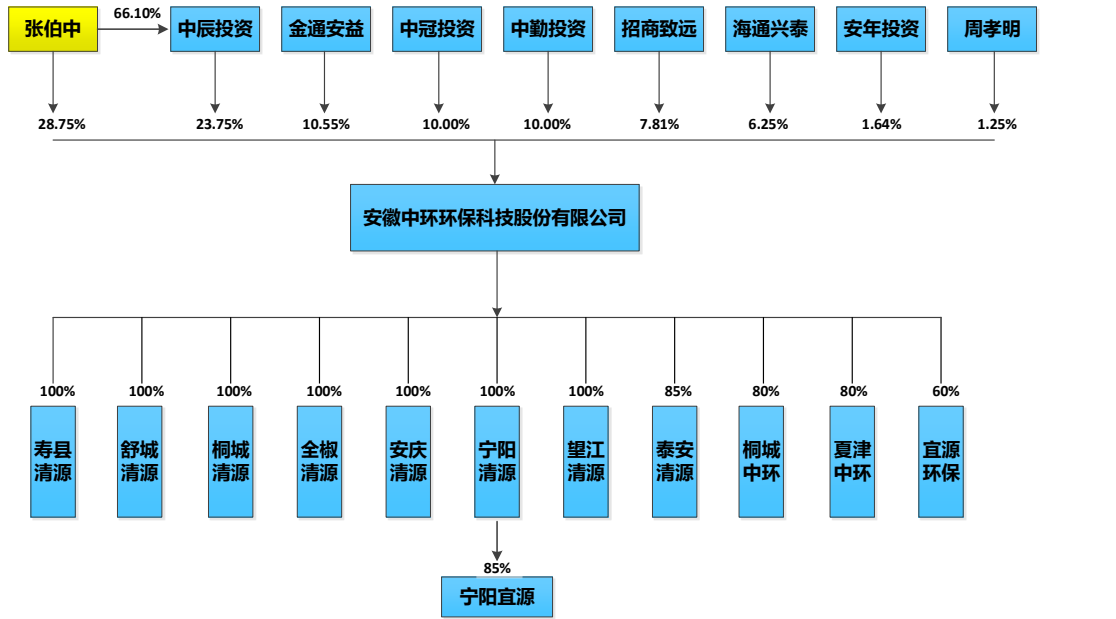 66.10%
张伯中
中辰投资
金通安益
中冠投资
中勤投资
招商致远
海通兴泰
安年投资
周孝明
28.75%
23.75%
10.55%
10.00%
10.00%
7.81%
6.25%
1.64%
1.25%
安徽中环环保科技股份有限公司
100%
100%
100%
100%
100%
100%
100%
85%
80%
80%
60%
寿县
清源
舒城
清源
桐城
清源
全椒
清源
安庆
清源
宁阳
清源
望江
清源
泰安
清源
桐城
中环
夏津
中环
宜源
环保
85%
宁阳宜源